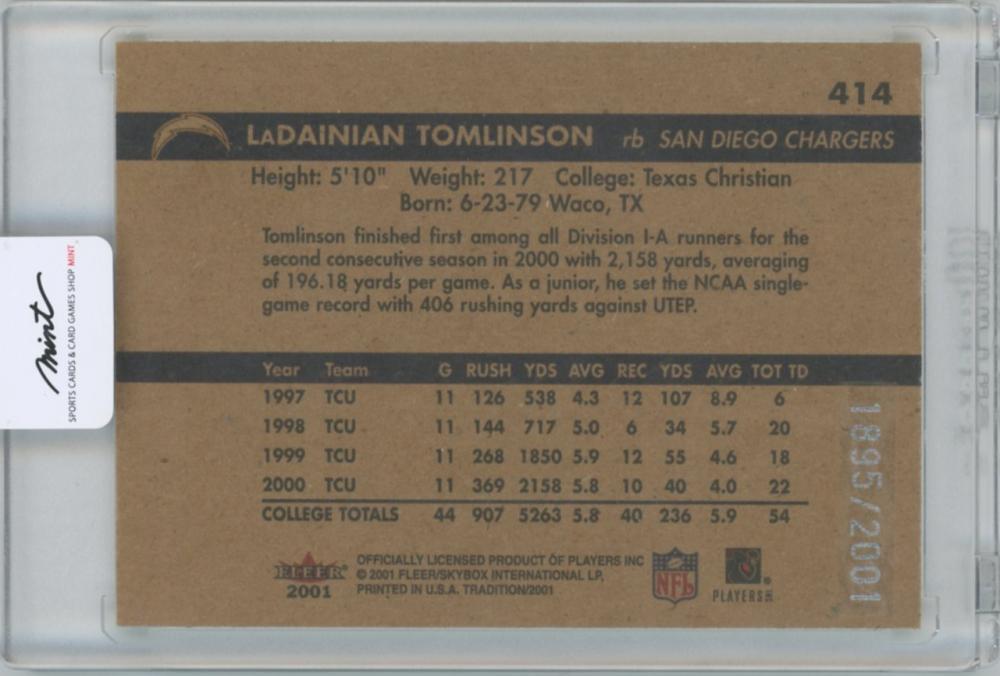 414
LADAINIAN TOMLINSON rb SAN DIEGO CHARGERS
Height: 5'10" Weight: 217 College: Texas Christian
Born: 6-23-79 Waco, TX
Tomlinson finished first among all Division I-A runners for the
second consecutive season in 2000 with 2,158 yards, averaging
of 196.18 yards per game. As a junior, he set the NCAA single-
game record with 406 rushing yards against UTEP.
Year Team G RUSH YDS AVG REC YDS AVG TOT TD
1997 TCU 11 126 538 4.3 12 107 8.9 6
1998 TCU 11 144 717 5.0 6 34 5.7 20
1999 TCU 11 268 1850 5.9 12 55 4.6 18
2000 TCU 11 369 2158 5.8 10 40 4.0 22
COLLEGE TOTALS 44 907 5263 5.8 40 236 5.9 54
1895/2001
FLEER®
2001
OFFICIALLY LICENSED PRODUCT OF PLAYERS INC
© 2001 FLEER/SKYBOX INTERNATIONAL LP,
PRINTED IN U.S.A. TRADITION/2001
NFL
PLAYERS INC
mint
SPORTS CARDS & CARD GAMES SHOP MINT